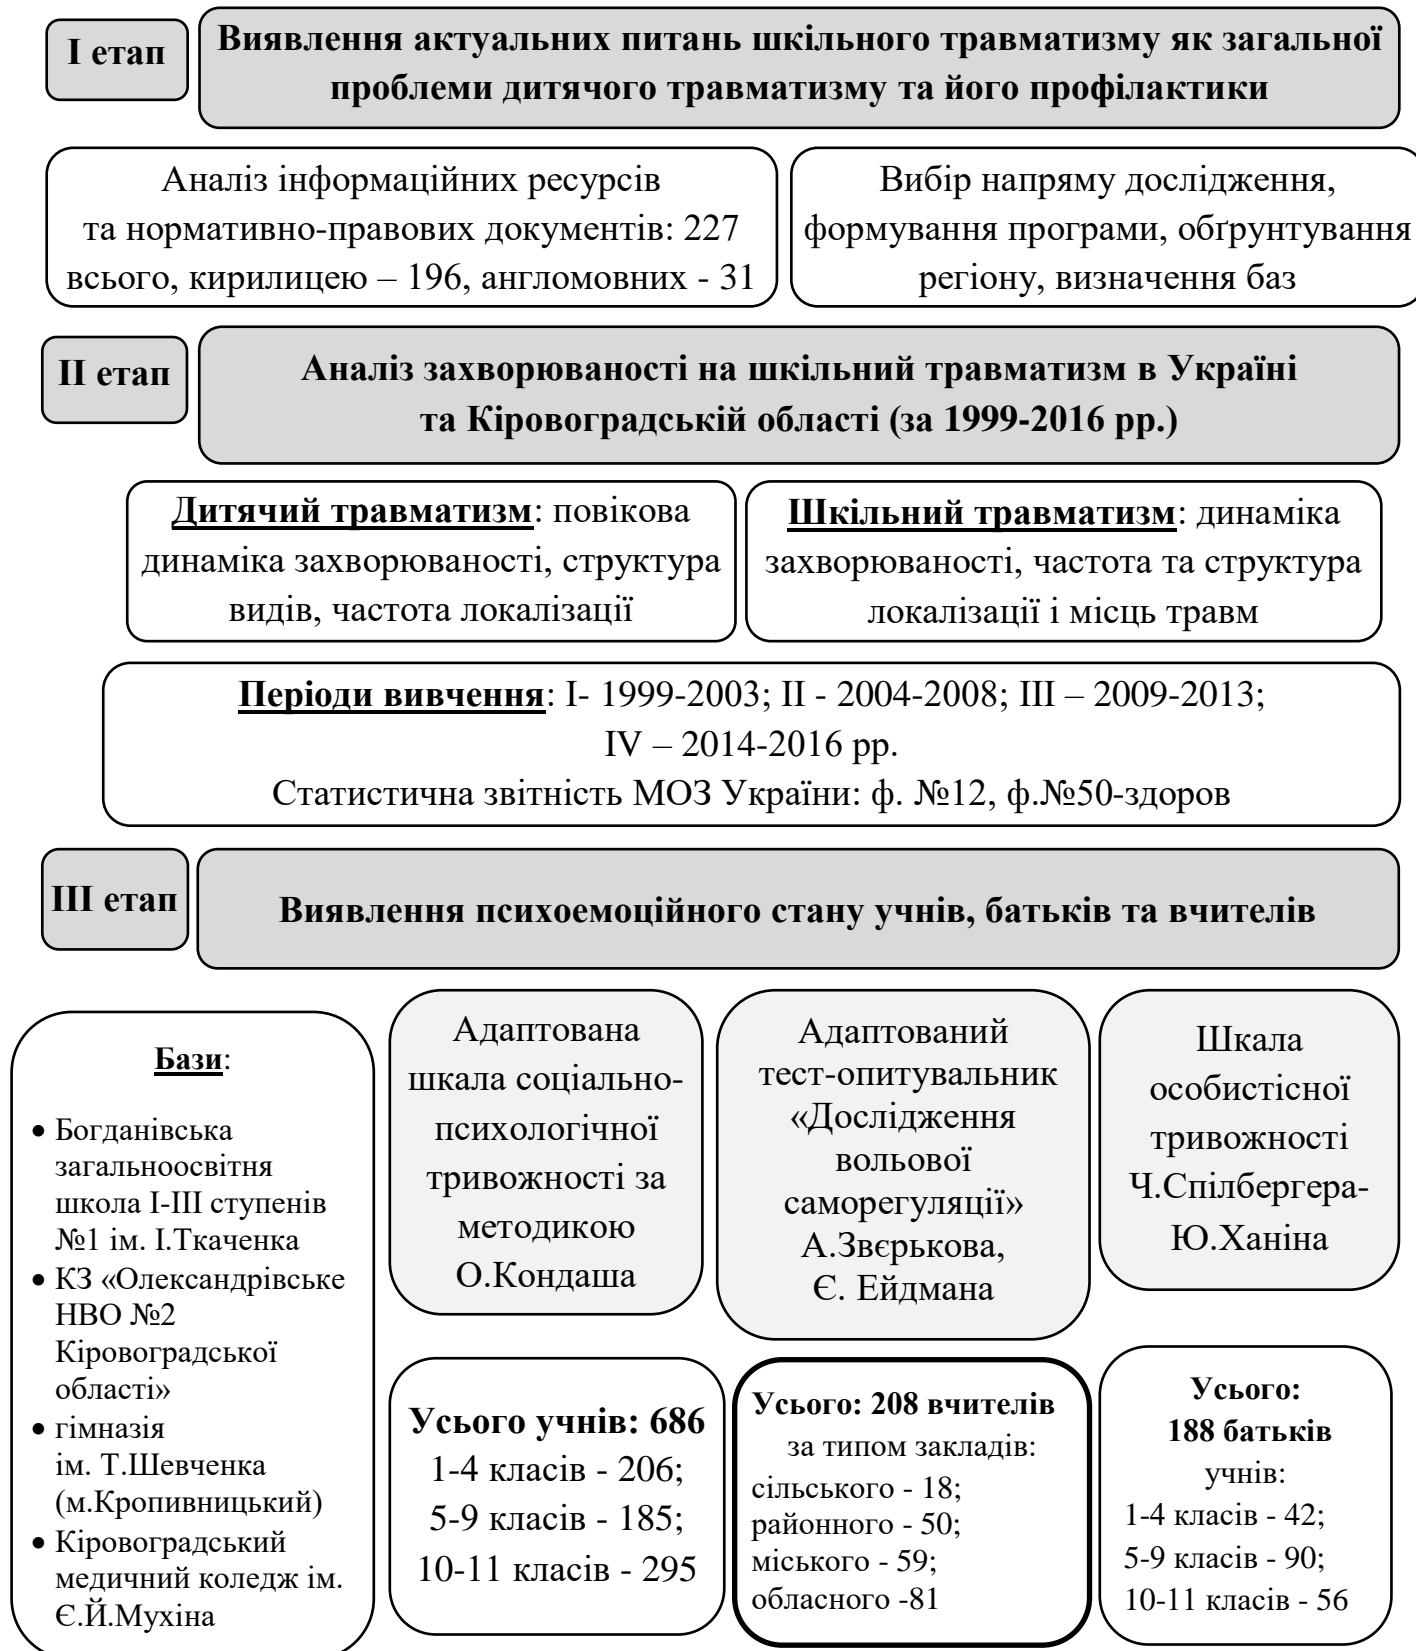 І етап
Виявлення актуальних питань шкільного травматизму як загальної
проблеми дитячого травматизму та його профілактики
Аналіз інформаційних ресурсів
та нормативно-правових документів: 227
всього, кирилицею – 196, англомовних - 31
Вибір напряму дослідження,
формування програми, обґрунтування
регіону, визначення баз
ІІ етап
Аналіз захворюваності на шкільний травматизм в Україні
та Кіровоградській області (за 1999-2016 рр.)
Дитячий травматизм: повікова
динаміка захворюваності, структура
видів, частота локалізації
Шкільний травматизм: динаміка
захворюваності, частота та структура
локалізації і місць травм
Періоди вивчення: І- 1999-2003; ІІ - 2004-2008; ІІІ – 2009-2013;
IV – 2014-2016 рр.
Статистична звітність МОЗ України: ф. №12, ф.№50-здоров
ІІІ етап
Виявлення психоемоційного стану учнів, батьків та вчителів
Бази:
• Богданівська
загальноосвітня
школа І-ІІІ ступенів
№1 ім. І.Ткаченка
• КЗ «Олександрівське
НВО №2
Кіровоградської
області»
• гімназія
ім. Т.Шевченка
(м.Кропивницький)
• Кіровоградський
медичний коледж ім.
Є.Й.Мухіна
Адаптована
шкала соціально-
психологічної
тривожності за
методикою
О.Кондаша
Адаптований
тест-опитувальник
«Дослідження
вольової
саморегуляції»
А.Звєрькова,
Є. Ейдмана
Шкала
особистісної
тривожності
Ч.Спілбергера-
Ю.Ханіна
Усього учнів: 686
1-4 класів - 206;
5-9 класів - 185;
10-11 класів - 295
Усього: 208 вчителів
за типом закладів:
сільського - 18;
районного - 50;
міського - 59;
обласного -81
Усього:
188 батьків
учнів:
1-4 класів - 42;
5-9 класів - 90;
10-11 класів - 56